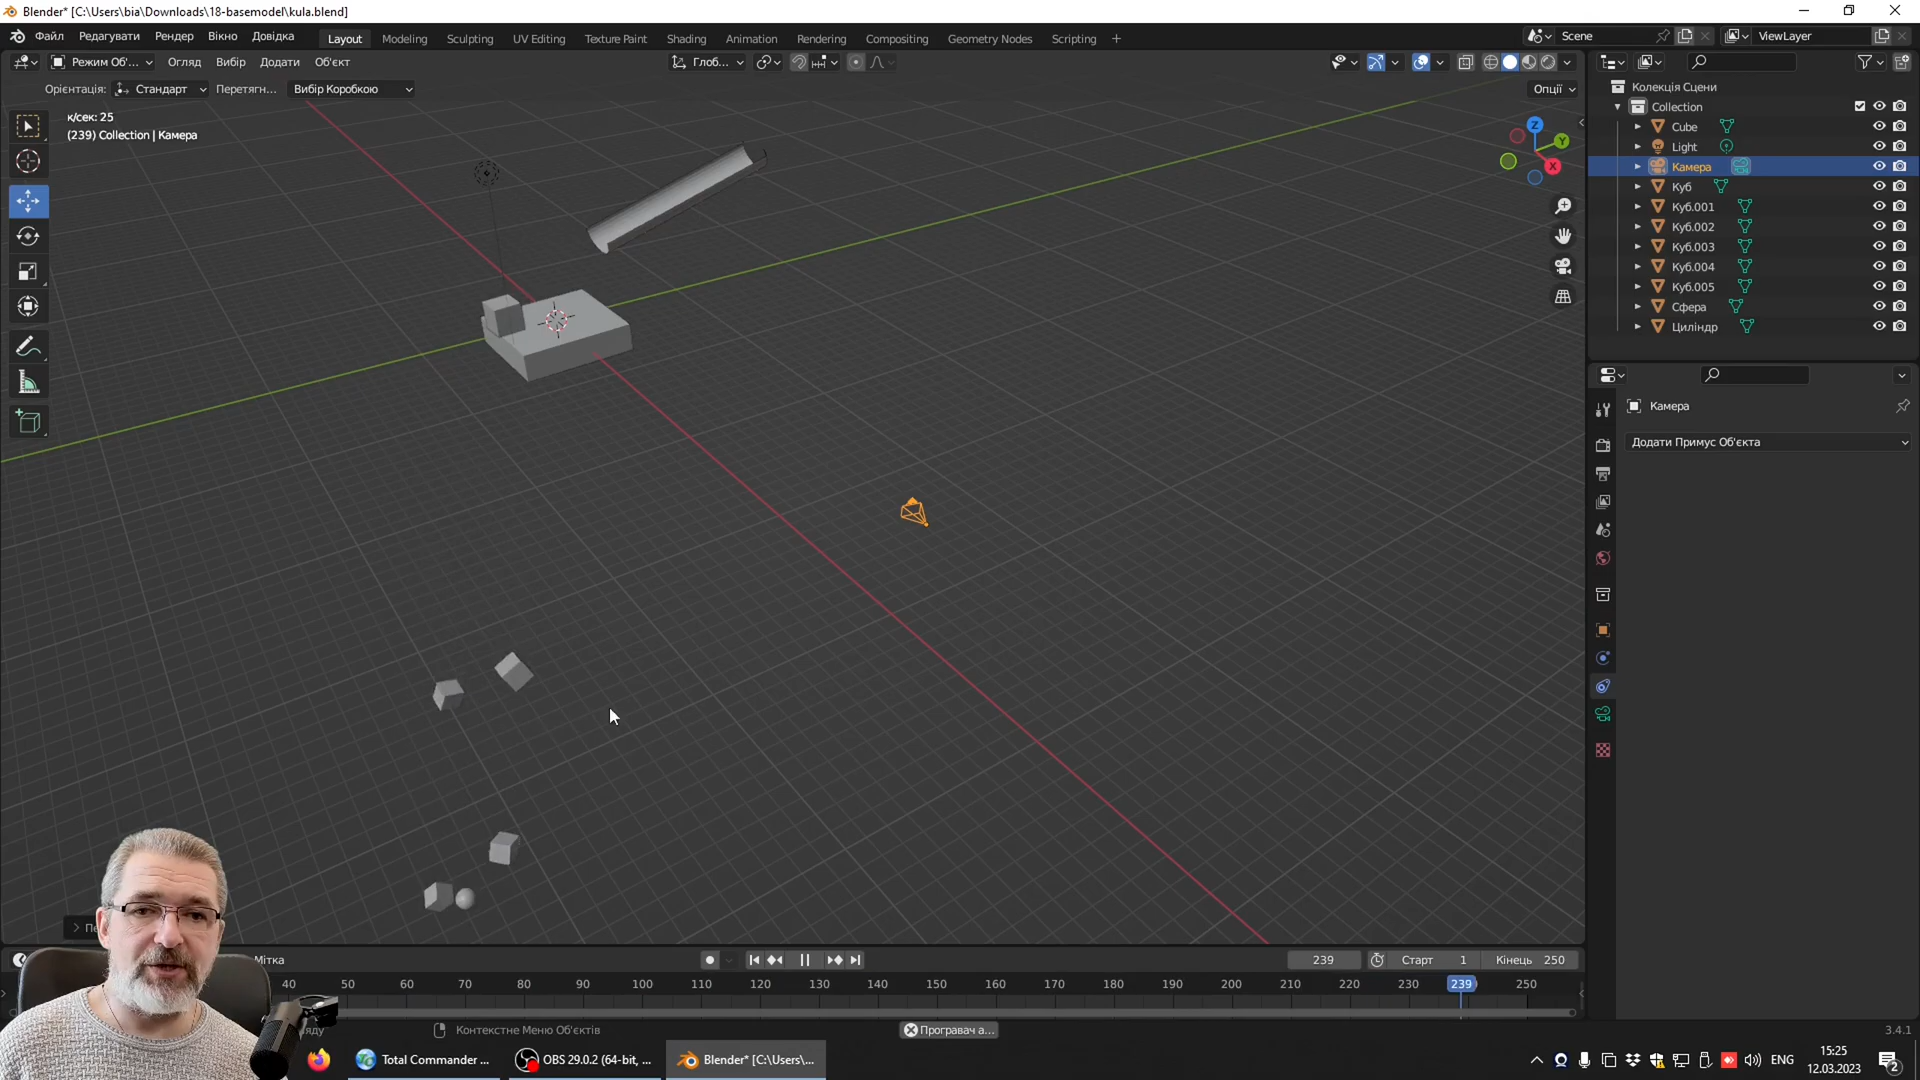 Blender* [C:\Users\bia\Downloads\18-basemodel\kula.blend]
Файл Редагувати Рендер Вікно Довідка Layout Modeling Sculpting UV Editing Texture Paint Shading Animation Rendering Compositing Geometry Nodes Scripting + Scene ViewLayer
Режим Об'... Огляд Вибір Додати Об'єкт Глоб...
Орієнтація: Стандарт Перетягн... Вибір Коробкою Опції
к/сек: 25
(239) Collection | Камера
Z
Y
X
Колекція Сцени
Collection
Cube
Light
Камера
Куб
Куб.001
Куб.002
Куб.003
Куб.004
Куб.005
Сфера
Циліндр
Камера
Додати Примус Об'єкта
Мітка 239 Старт 1 Кінець 250
40 50 60 70 80 90 100 110 120 130 140 150 160 170 180 190 200 210 220 230 239 250
Контекстне Меню Об'єктів Програвач а... 3.4.1
Total Commander ... OBS 29.0.2 (64-bit, ... Blender* [C:\Users\... ENG 15:25
12.03.2023
2